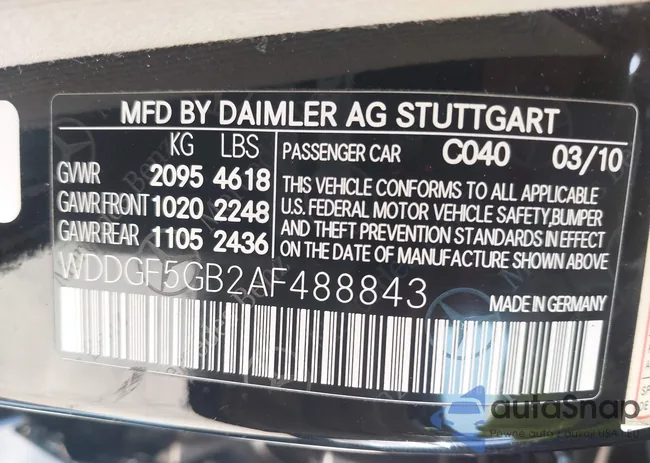 MFD BY DAIMLER AG STUTTGART
KG LBS
GVWR 2095 4618
GAWR FRONT 1020 2248
GAWR REAR 1105 2436
PASSENGER CAR C040 03/10
THIS VEHICLE CONFORMS TO ALL APPLICABLE
U.S. FEDERAL MOTOR VEHICLE SAFETY, BUMPER
AND THEFT PREVENTION STANDARDS IN EFFECT
ON THE DATE OF MANUFACTURE SHOWN ABOVE
WDDGF5GB2AF488843
MADE IN GERMANY
autoSnap